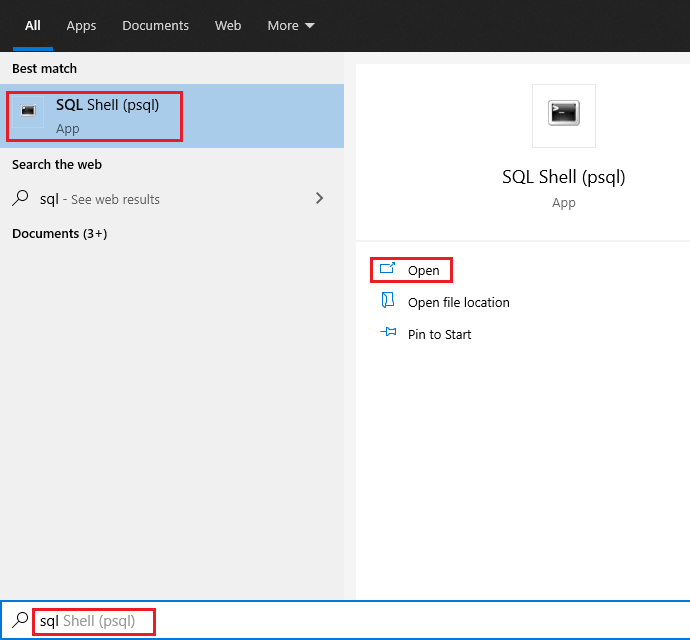 All Apps Documents Web More
Best match
SQL Shell (psql)
App
Search the web
sql - See web results
Documents (3+)
SQL Shell (psql)
App
Open
Open file location
Pin to Start
sql Shell (psql)